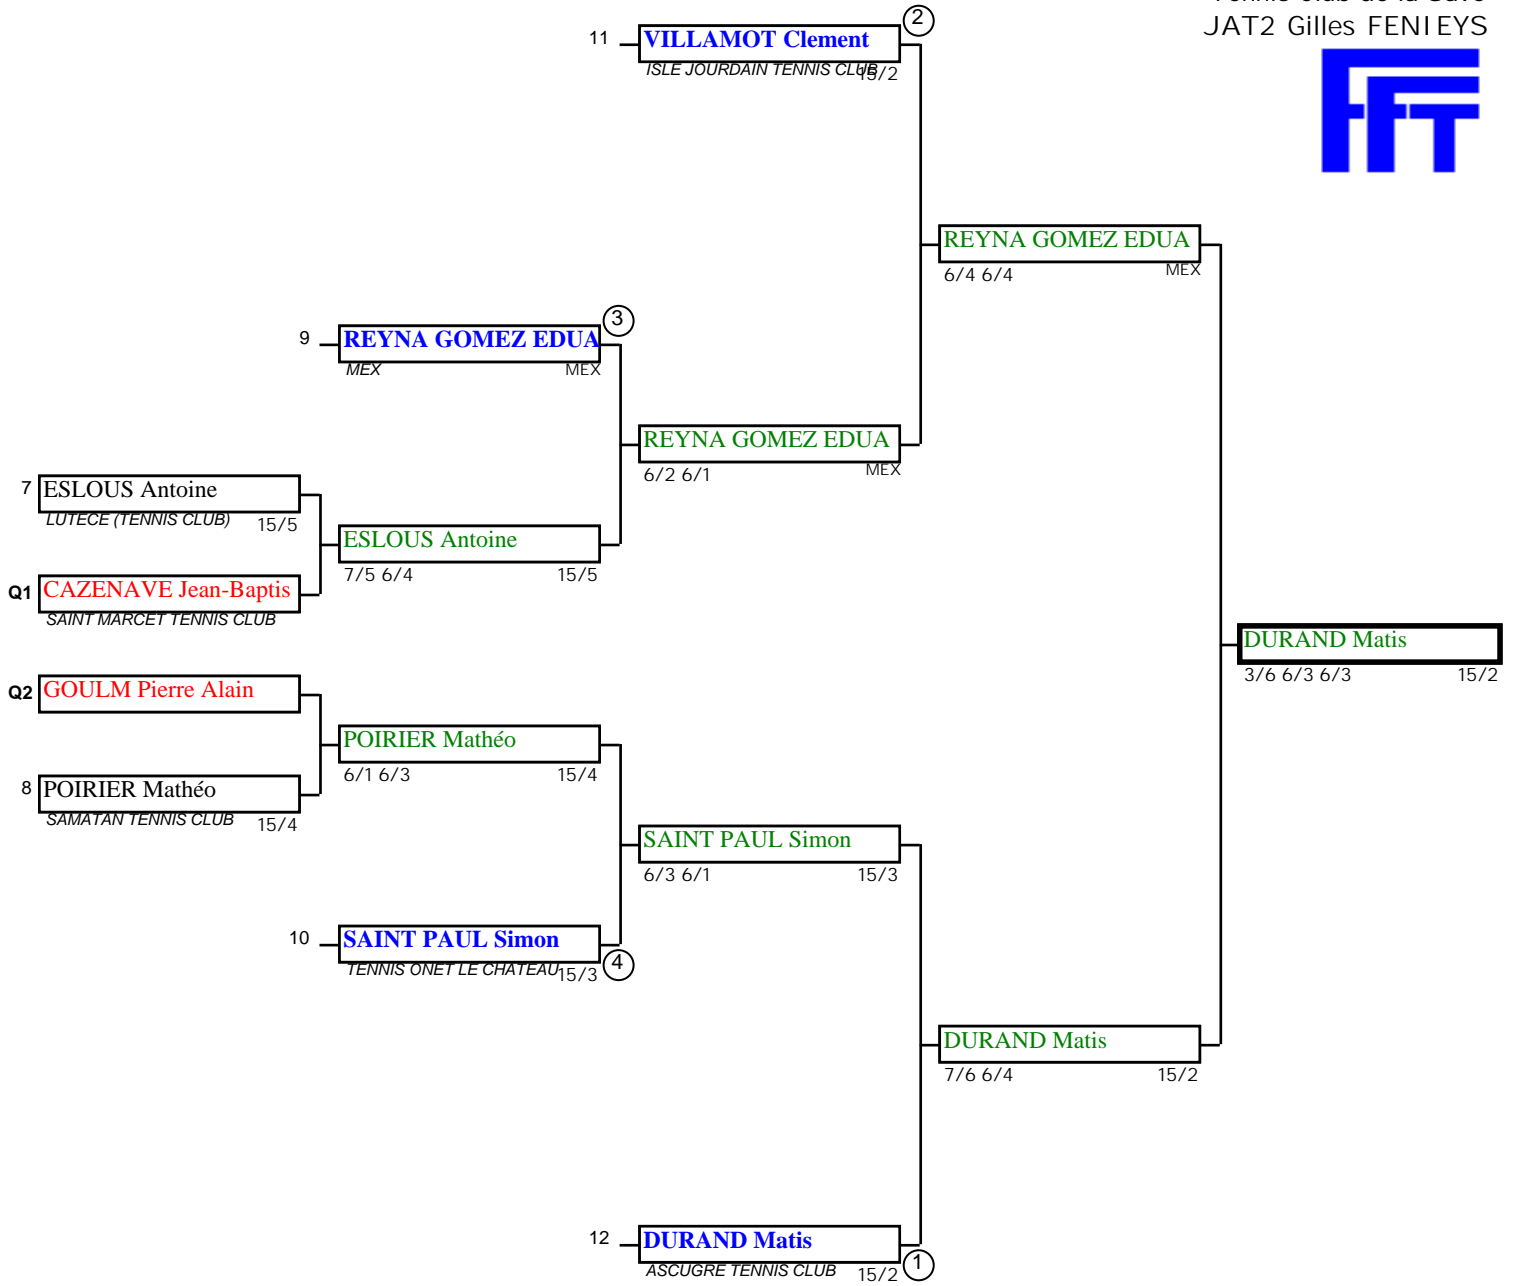 Tennis Club de la Save
JAT2 Gilles FENIEYS
FFT
2
11 VILLAMOT Clement
ISLE JOURDAIN TENNIS CLUB 15/2
REYNA GOMEZ EDUA
6/4 6/4 MEX
3
9 REYNA GOMEZ EDUA
MEX MEX
REYNA GOMEZ EDUA
6/2 6/1 MEX
7 ESLOUS Antoine
LUTECE (TENNIS CLUB) 15/5
ESLOUS Antoine
7/5 6/4 15/5
Q1 CAZENAVE Jean-Baptis
SAINT MARCET TENNIS CLUB
DURAND Matis
3/6 6/3 6/3 15/2
Q2 GOULM Pierre Alain
POIRIER Mathéo
6/1 6/3 15/4
8 POIRIER Mathéo
SAMATAN TENNIS CLUB 15/4
SAINT PAUL Simon
6/3 6/1 15/3
10 SAINT PAUL Simon
TENNIS ONET LE CHATEAU 15/3
4
DURAND Matis
7/6 6/4 15/2
12 DURAND Matis
ASCUGRE TENNIS CLUB 15/2
1